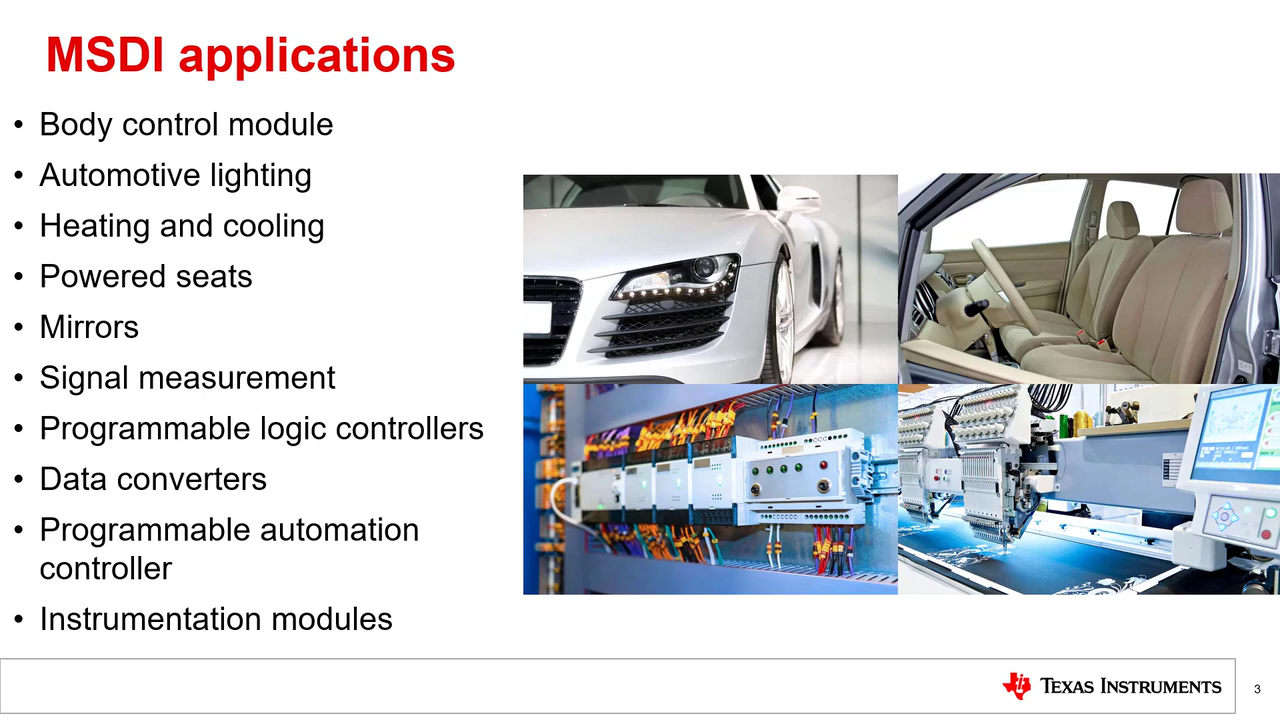 MSDI applications
• Body control module
• Automotive lighting
• Heating and cooling
• Powered seats
• Mirrors
• Signal measurement
• Programmable logic controllers
• Data converters
• Programmable automation
controller
• Instrumentation modules
TEXAS INSTRUMENTS
3